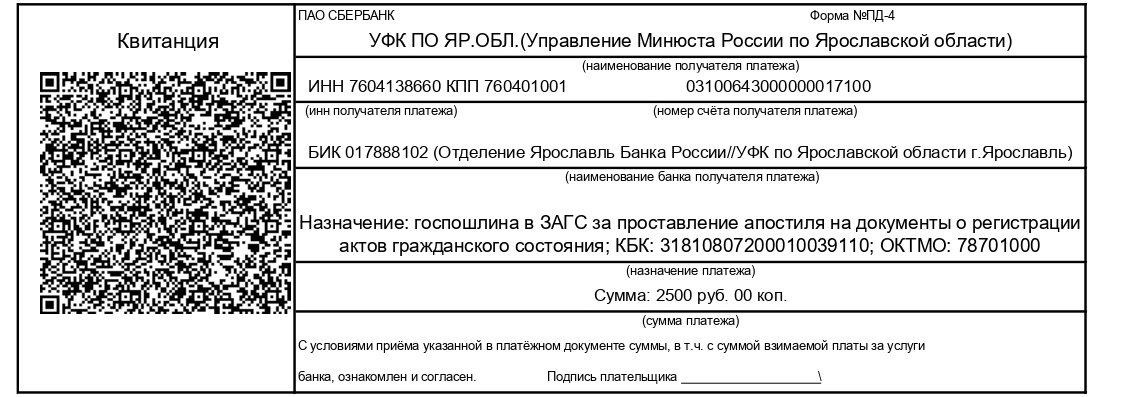 ПАО СБЕРБАНК Форма №ПД-4
Квитанция
УФК ПО ЯР.ОБЛ.(Управление Минюста России по Ярославской области)
(наименование получателя платежа)
ИНН 7604138660 КПП 760401001 03100643000000017100
(инн получателя платежа) (номер счёта получателя платежа)
БИК 017888102 (Отделение Ярославль Банка России//УФК по Ярославской области г.Ярославль)
(наименование банка получателя платежа)
Назначение: госпошлина в ЗАГС за проставление апостиля на документы о регистрации
актов гражданского состояния; КБК: 31810807200010039110; ОКТМО: 78701000
(назначение платежа)
Сумма: 2500 руб. 00 коп.
(сумма платежа)
С условиями приёма указанной в платёжном документе суммы, в т.ч. с суммой взимаемой платы за услуги
банка, ознакомлен и согласен. Подпись плательщика ____________________\